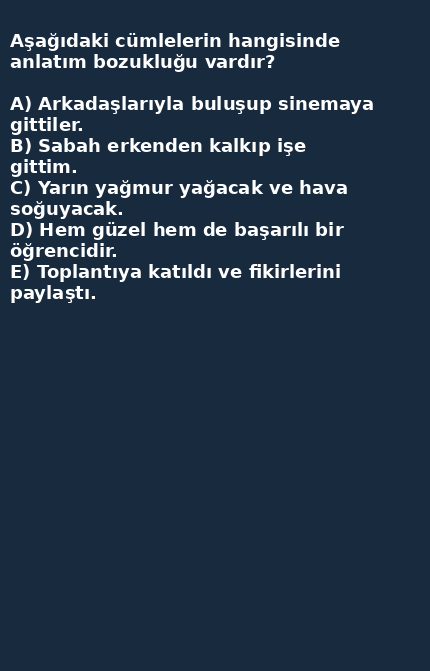 Aşağıdaki cümlelerin hangisinde
anlatım bozukluğu vardır?
A) Arkadaşlarıyla buluşup sinemaya
gittiler.
B) Sabah erkenden kalkıp işe
gittim.
C) Yarın yağmur yağacak ve hava
soğuyacak.
D) Hem güzel hem de başarılı bir
öğrencidir.
E) Toplantıya katıldı ve fikirlerini
paylaştı.